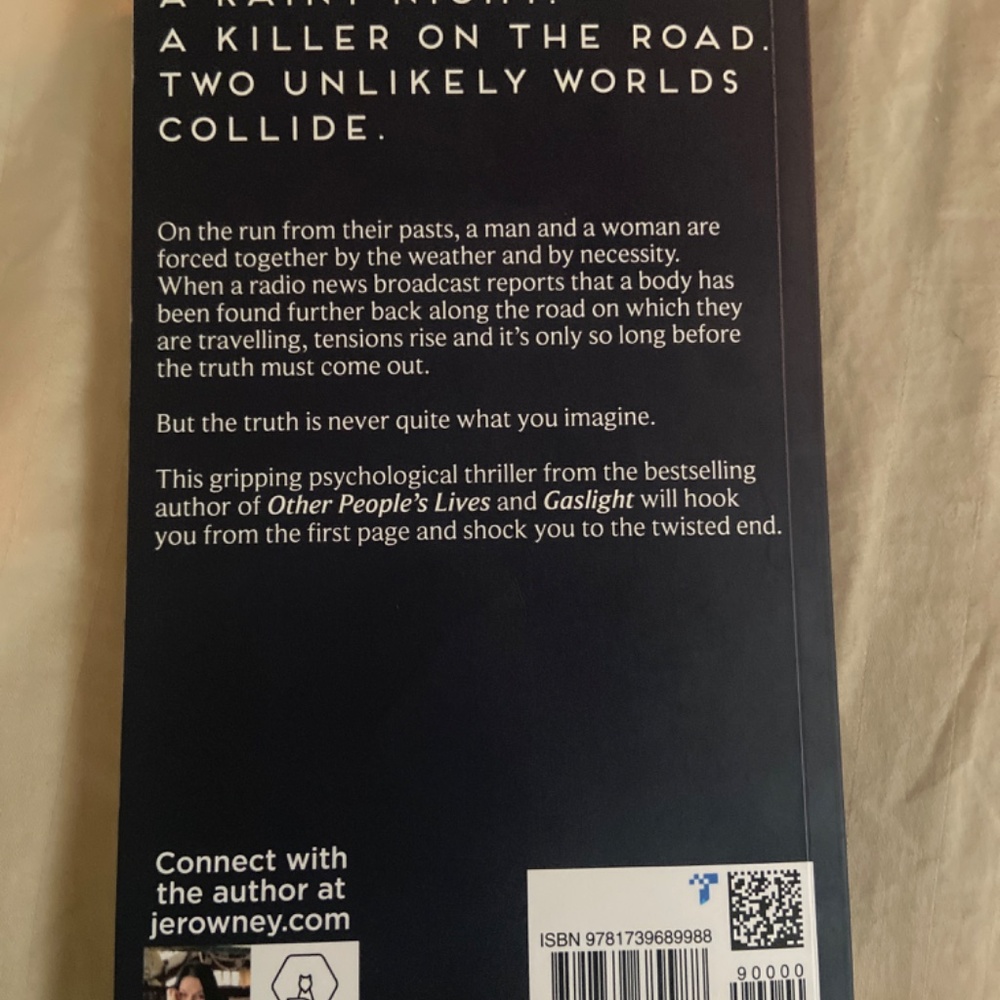 A RAINY NIGHT.
A KILLER ON THE ROAD.
TWO UNLIKELY WORLDS
COLLIDE.
On the run from their pasts, a man and a woman are
forced together by the weather and by necessity.
When a radio news broadcast reports that a body has
been found further back along the road on which they
are travelling, tensions rise and it's only so long before
the truth must come out.
But the truth is never quite what you imagine.
This gripping psychological thriller from the bestselling
author of Other People's Lives and Gaslight will hook
you from the first page and shock you to the twisted end.
Connect with
the author at
jerowney.com
ISBN 9781739689988
90000